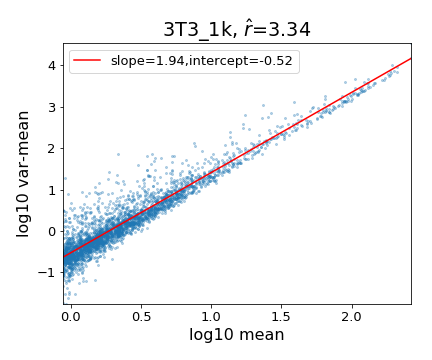 3T3_1k, r̂=3.34
slope=1.94,intercept=-0.52
log10 var-mean
4
3
2
1
0
−1
0.0 0.5 1.0 1.5 2.0
log10 mean